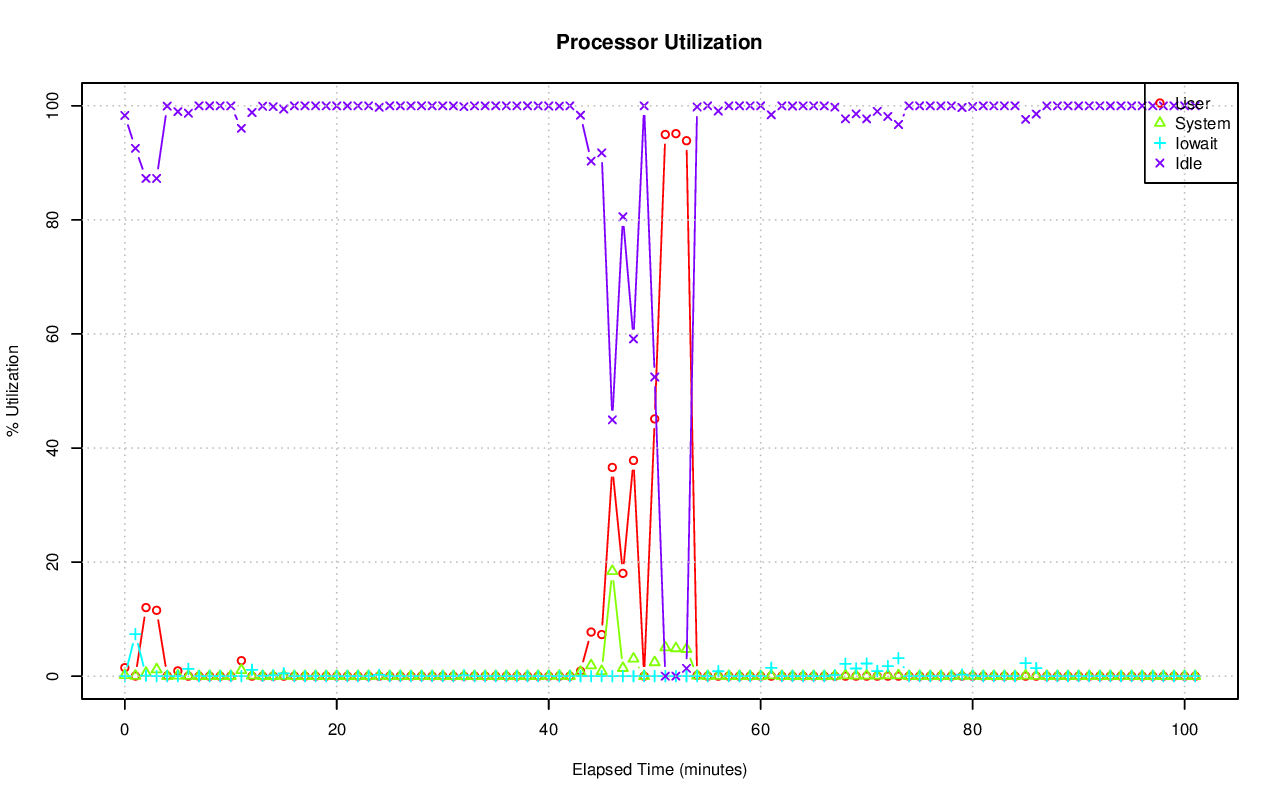 Processor Utilization
100
80
60
40
20
0
% Utilization
User
System
Iowait
Idle
0 20 40 60 80 100
Elapsed Time (minutes)